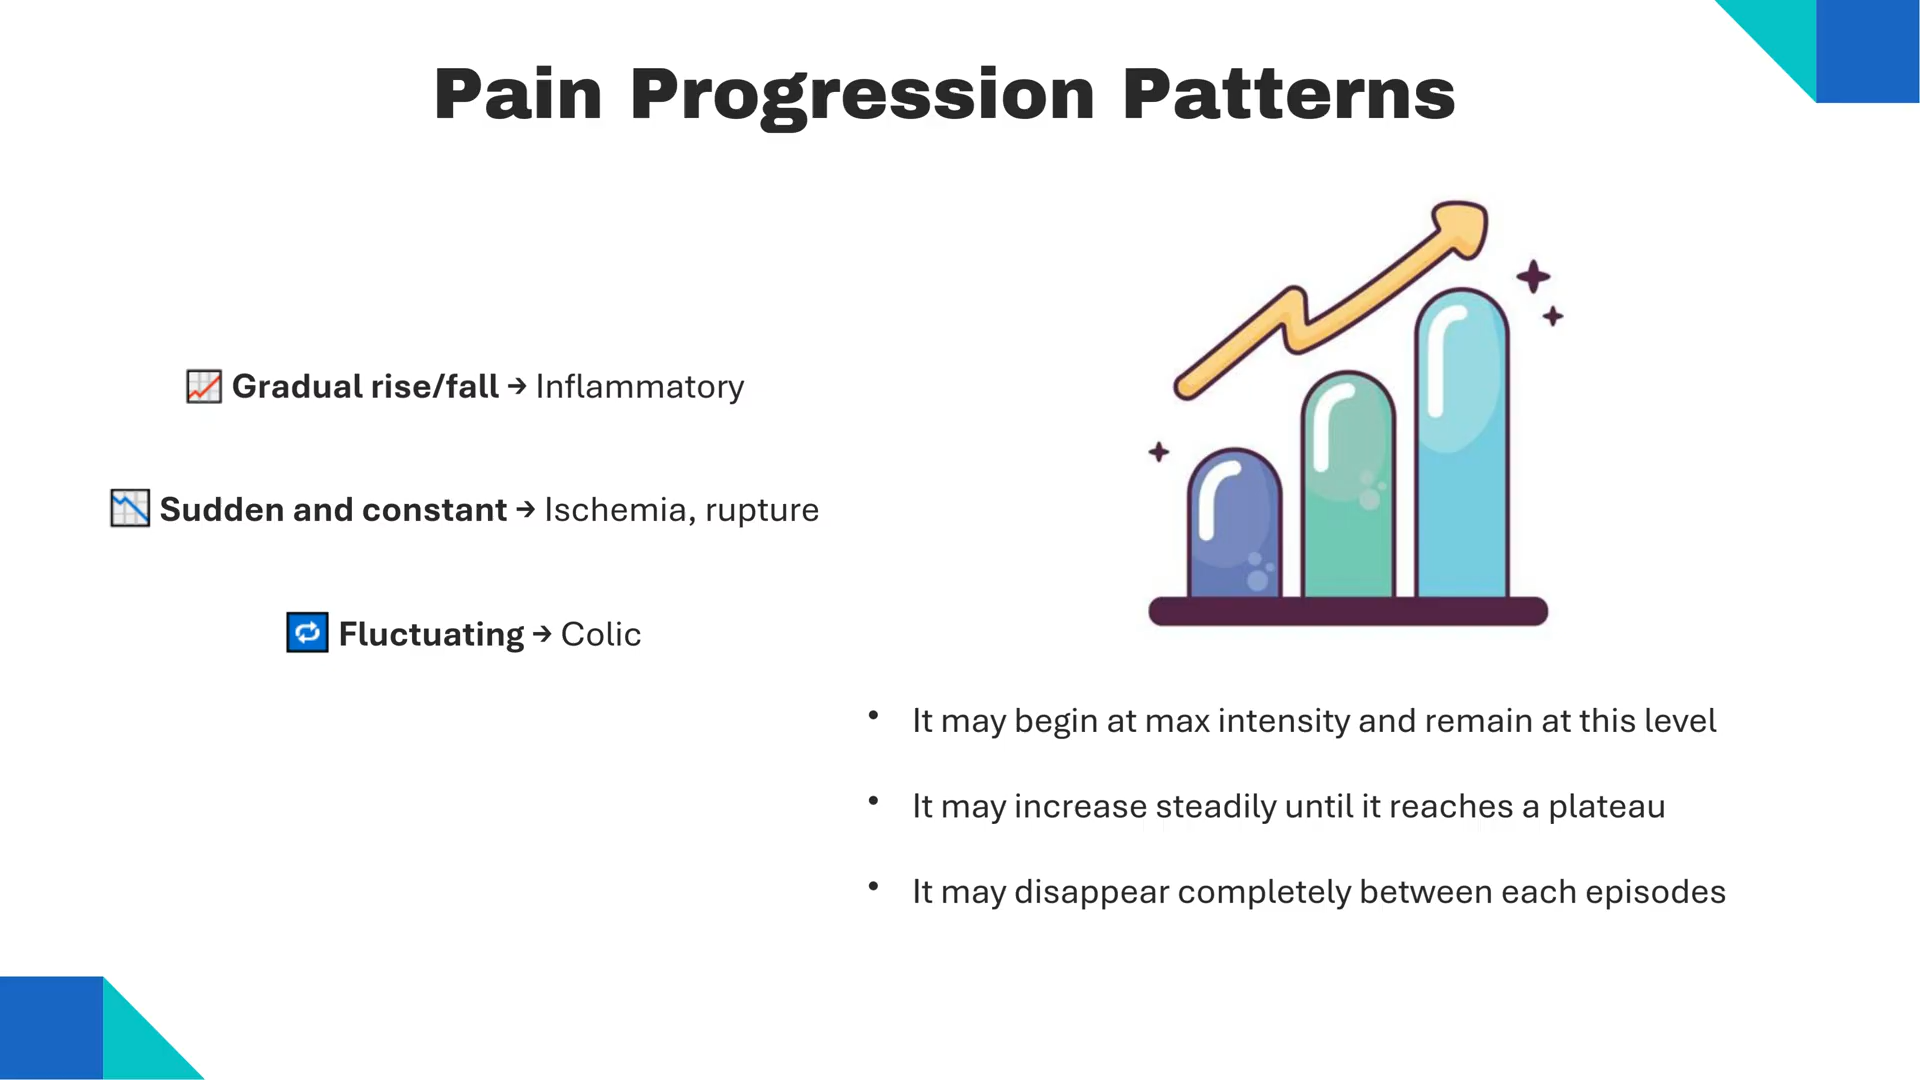 Pain Progression Patterns
📈 Gradual rise/fall → Inflammatory
📉 Sudden and constant → Ischemia, rupture
🔁 Fluctuating → Colic
• It may begin at max intensity and remain at this level
• It may increase steadily until it reaches a plateau
• It may disappear completely between each episodes